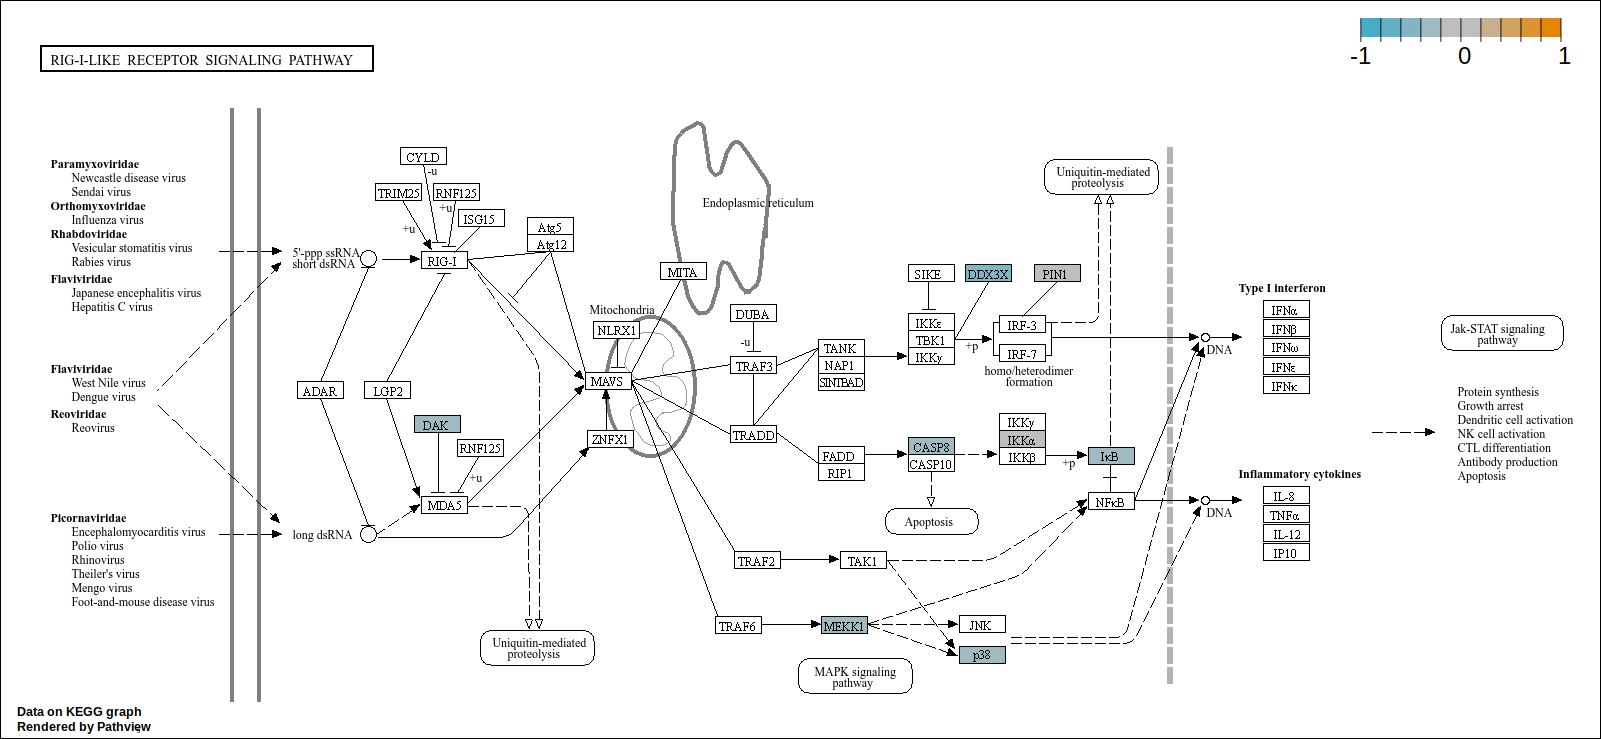 -1 0 1
RIG-I-LIKE RECEPTOR SIGNALING PATHWAY
Paramyxoviridae
Newcastle disease virus
Sendai virus
Orthomyxoviridae
Influenza virus
Rhabdoviridae
Vesicular stomatitis virus
Rabies virus
Flaviviridae
Japanese encephalitis virus
Hepatitis C virus
Flaviviridae
West Nile virus
Dengue virus
Reoviridae
Reovirus
Picornaviridae
Encephalomyocarditis virus
Polio virus
Rhinovirus
Theiler's virus
Mengo virus
Foot-and-mouse disease virus
5'-ppp ssRNA
short dsRNA
long dsRNA
ADAR
CYLD
-u
TRIM25
RNF125
+u
ISG15
+u
RIG-I
Atg5
Atg12
LGP2
DAK
RNF125
+u
MDA5
Uniquitin-mediated
proteolysis
Endoplasmic reticulum
MITA
Mitochondria
NLRX1
MAVS
ZNFX1
DUBA
-u
TRAF3
TRADD
TRAF2
TRAF6
TANK
NAP1
SINTBAD
FADD
RIP1
TAK1
MEKK1
MAPK signaling
pathway
SIKE
DDX3X
PIN1
IKKε
TBK1
IKKγ
+p
IRF-3
IRF-7
homo/heterodimer
formation
CASP8
CASP10
Apoptosis
IKKγ
IKKα
IKKβ
+p
IκB
NFκB
JNK
p38
Uniquitin-mediated
proteolysis
DNA
DNA
Type I interferon
IFNα
IFNβ
IFNω
IFNε
IFNκ
Inflammatory cytokines
IL-8
TNFα
IL-12
IP10
Jak-STAT signaling
pathway
Protein synthesis
Growth arrest
Dendritic cell activation
NK cell activation
CTL differentiation
Antibody production
Apoptosis
Data on KEGG graph
Rendered by Pathview